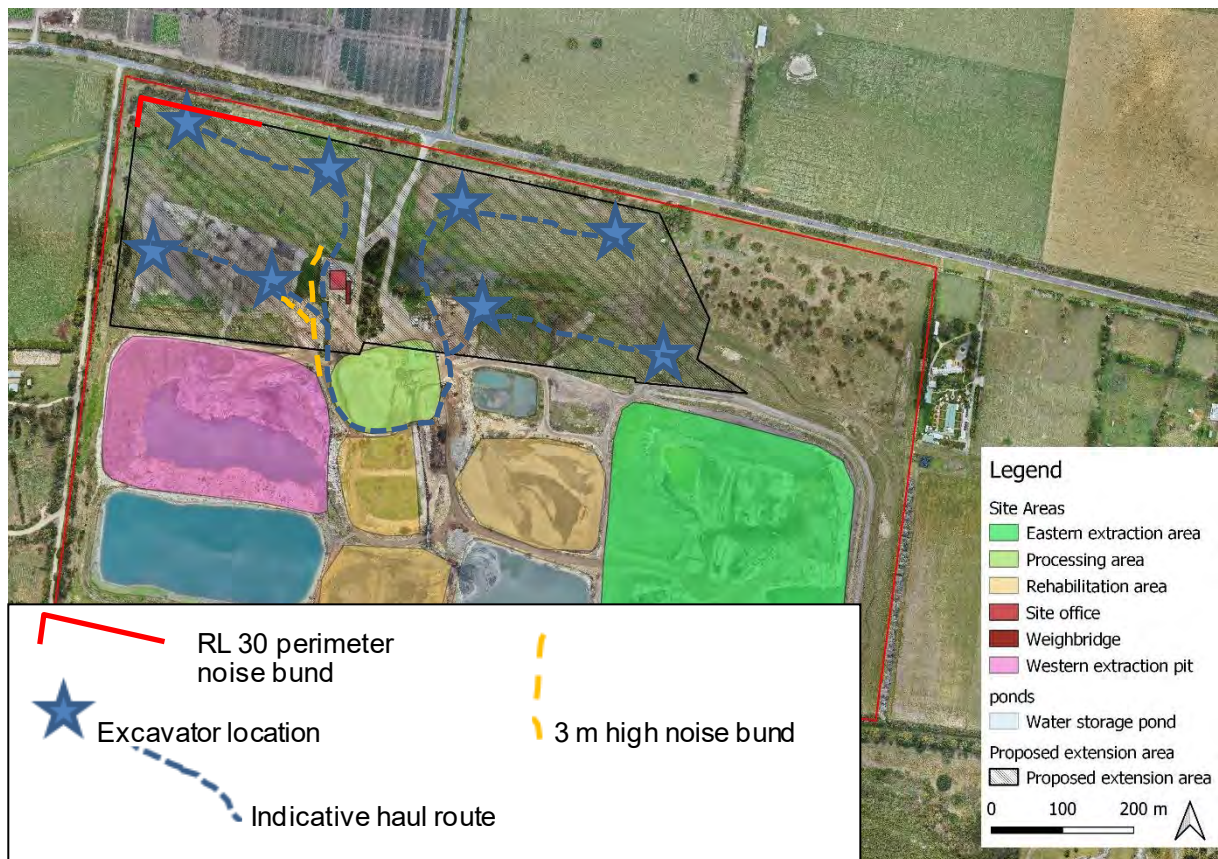 Legend
Site Areas
Eastern extraction area
Processing area
Rehabilitation area
Site office
Weighbridge
Western extraction pit
ponds
Water storage pond
Proposed extension area
Proposed extension area
0 100 200 m
RL 30 perimeter
noise bund
Excavator location
3 m high noise bund
Indicative haul route